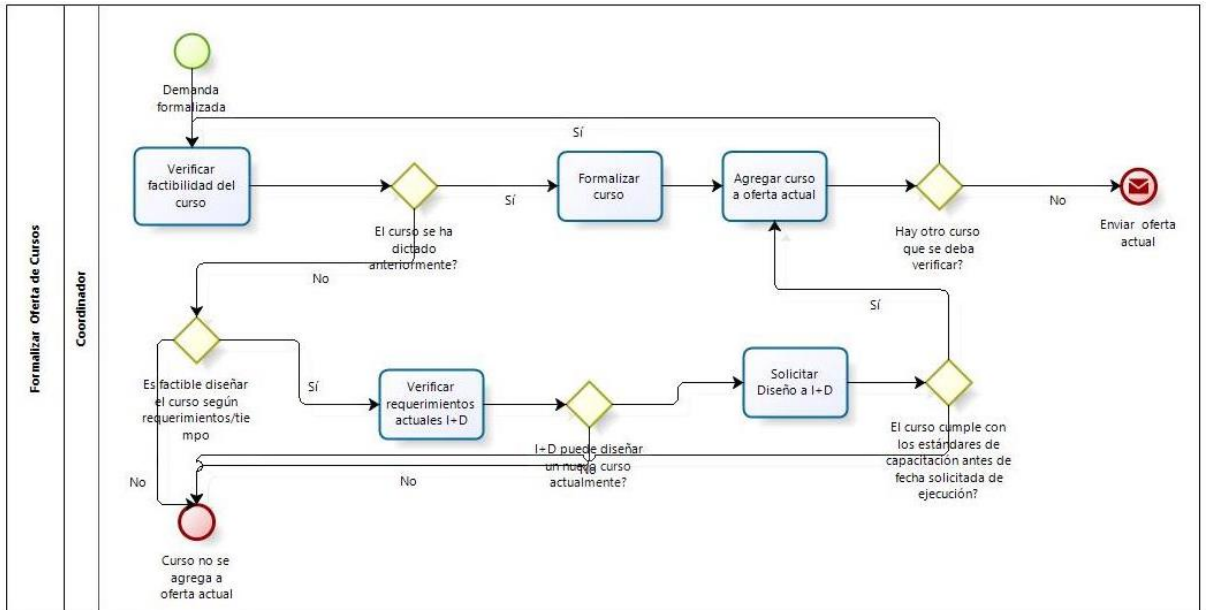 Formalizar Oferta de Cursos
Coordinador
Demanda
formalizada
Sí
Verificar
factibilidad del
curso
El curso se ha
dictado
anteriormente?
Sí
Formalizar
curso
Agregar curso
a oferta actual
Hay otro curso
que se deba
verificar?
No
Enviar oferta
actual
No
Es factible diseñar
el curso según
requerimientos/tie
mpo
Sí
Verificar
requerimientos
actuales I+D
I+D puede diseñar
un nuevo curso
actualmente?
No
Solicitar
Diseño a I+D
Sí
El curso cumple con
los estándares de
capacitación antes de
fecha solicitada de
ejecución?
No
No
Curso no se
agrega a
oferta actual